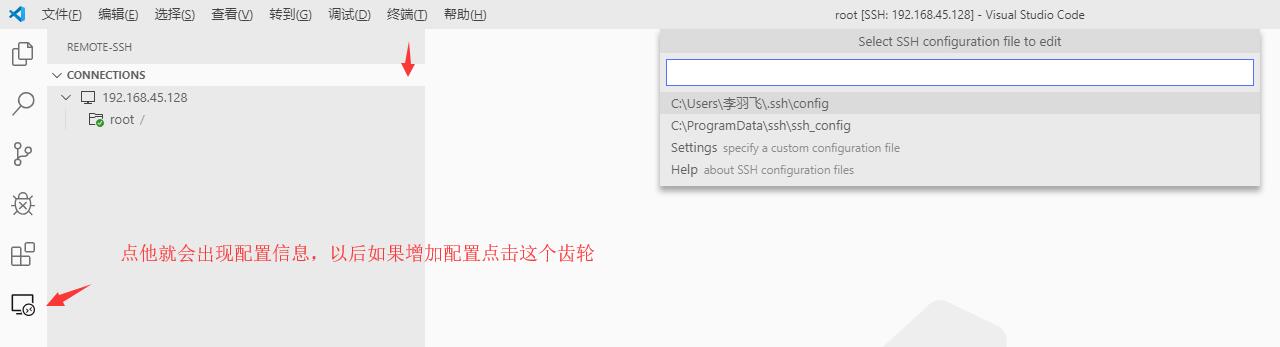 文件(F) 编辑(E) 选择(S) 查看(V) 转到(G) 调试(D) 终端(T) 帮助(H) root [SSH: 192.168.45.128] - Visual Studio Code
REMOTE-SSH
CONNECTIONS
192.168.45.128
root /
Select SSH configuration file to edit
C:\Users\李羽飞\.ssh\config
C:\ProgramData\ssh\ssh_config
Settings specify a custom configuration file
Help about SSH configuration files
点他就会出现配置信息，以后如果增加配置点击这个齿轮